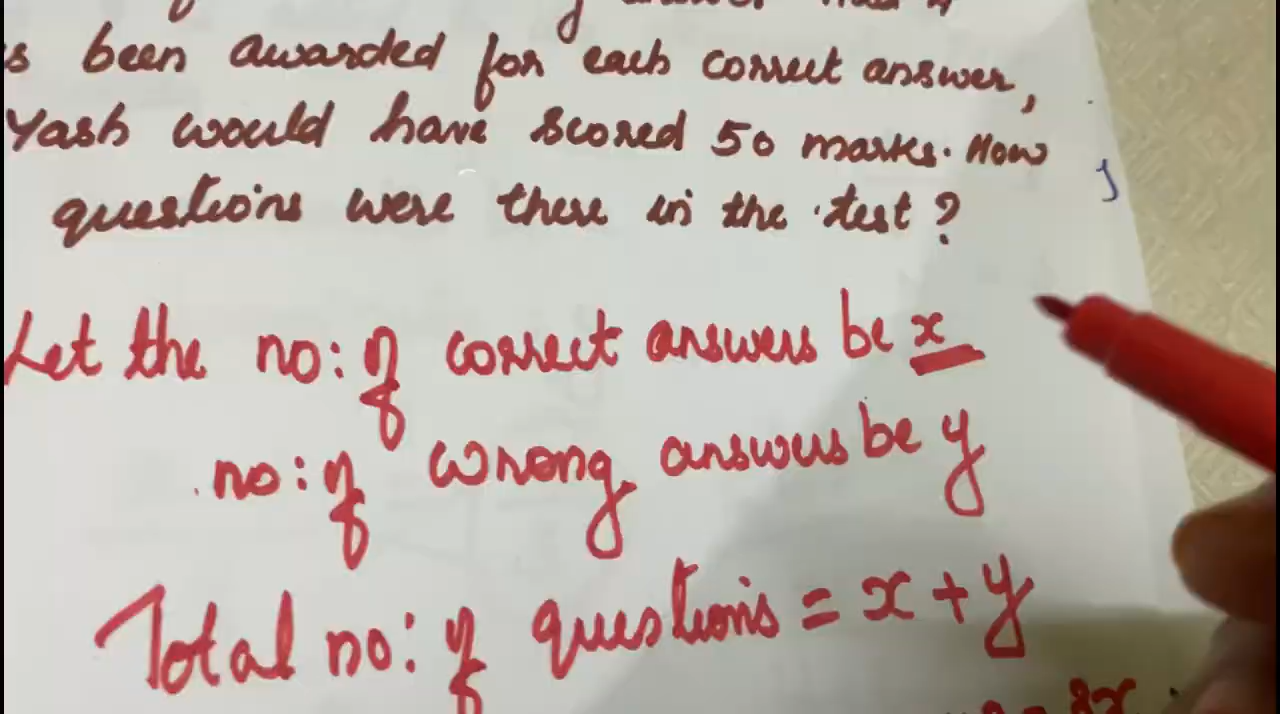 s been awarded for each correct answer,
Yash would have scored 50 marks. How
questions were there in the test?
Let the no: of correct answers be x
no: of wrong answers be y
Total no: of questions = x + y